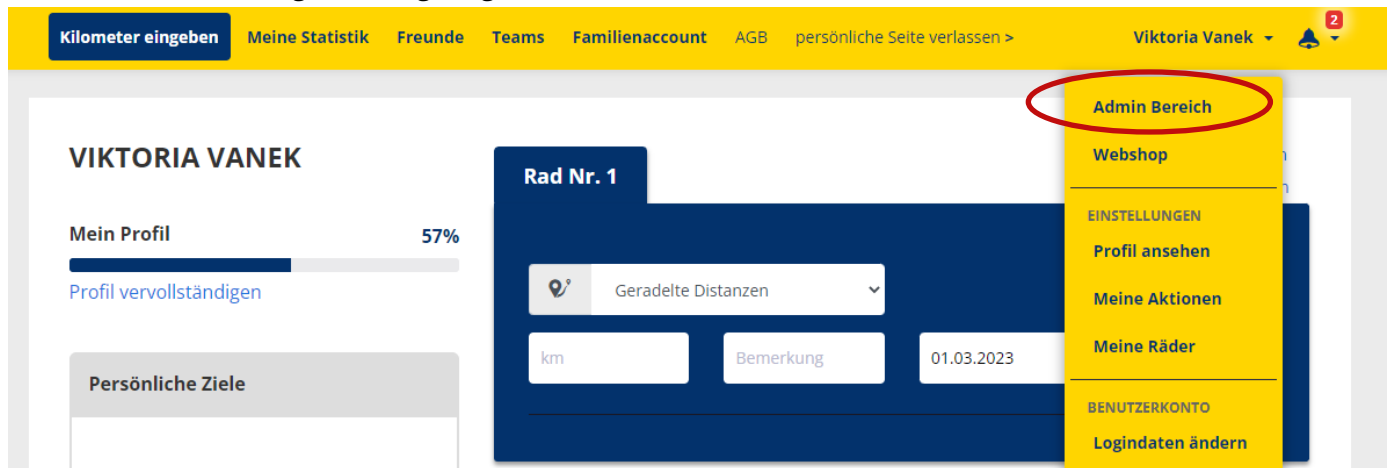 Kilometer eingeben Meine Statistik Freunde Teams Familienaccount AGB persönliche Seite verlassen > Viktoria Vanek 2
Admin Bereich
Webshop
EINSTELLUNGEN
Profil ansehen
Meine Aktionen
Meine Räder
BENUTZERKONTO
Logindaten ändern
VIKTORIA VANEK
Mein Profil 57%
Profil vervollständigen
Persönliche Ziele
Rad Nr. 1
Geradelte Distanzen
km Bemerkung 01.03.2023